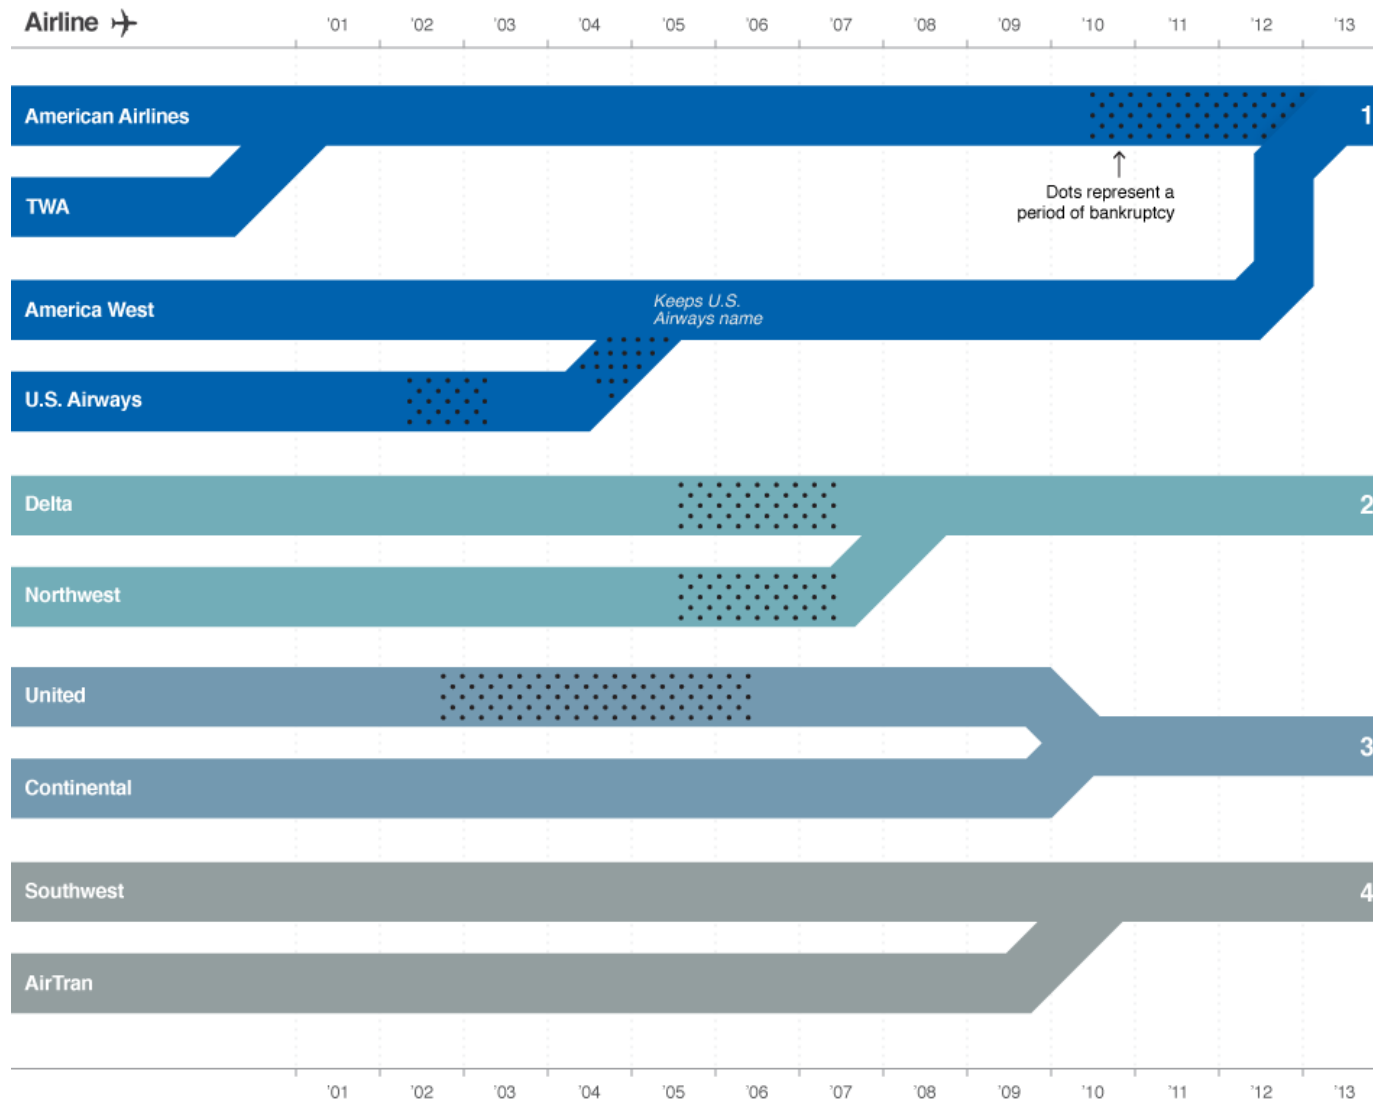 Airline
'01 '02 '03 '04 '05 '06 '07 '08 '09 '10 '11 '12 '13
American Airlines
1
Dots represent a
period of bankruptcy
TWA
America West
Keeps U.S.
Airways name
U.S. Airways
Delta
2
Northwest
United
3
Continental
Southwest
4
AirTran
'01 '02 '03 '04 '05 '06 '07 '08 '09 '10 '11 '12 '13